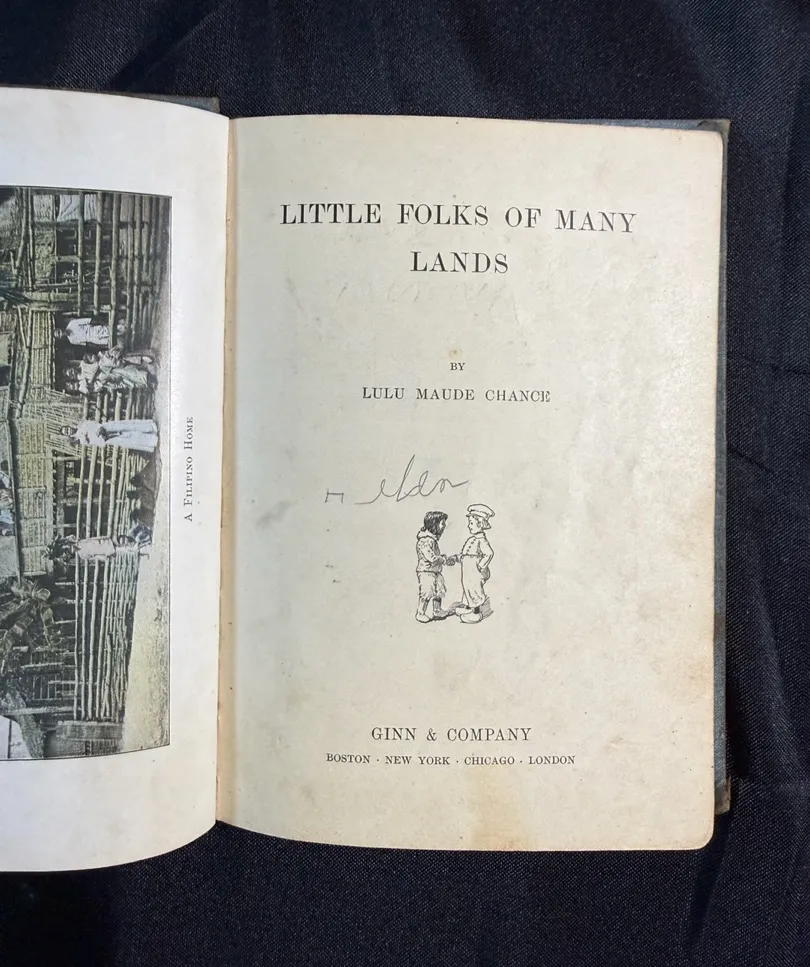 A FILIPINO HOME
LITTLE FOLKS OF MANY
LANDS
BY
LULU MAUDE CHANCE
GINN & COMPANY
BOSTON · NEW YORK · CHICAGO · LONDON